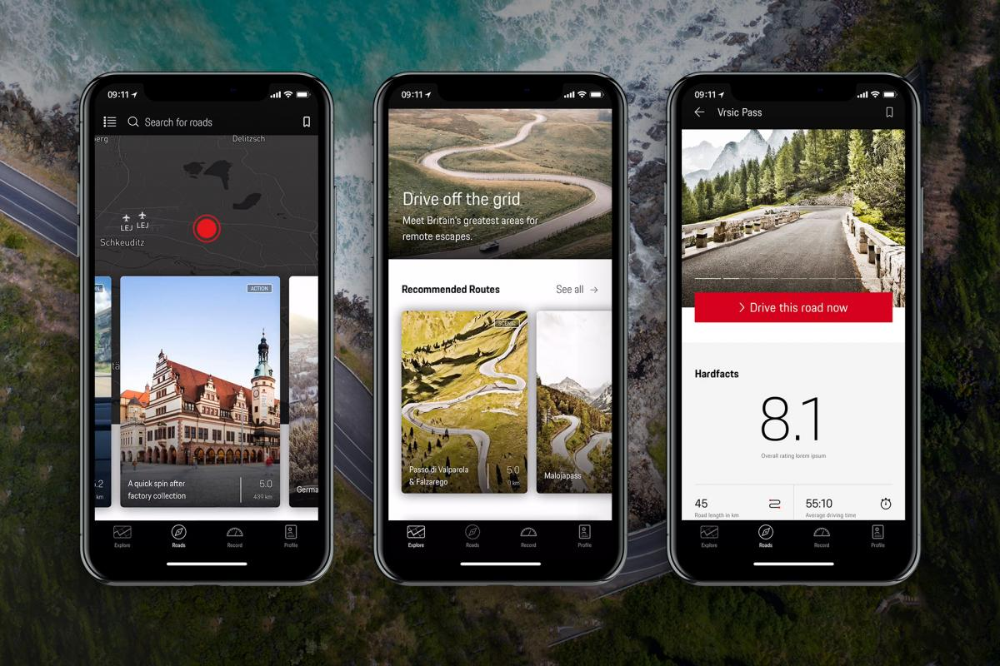 09:11
Search for roads
erg
Delitzsch
LEJ
LEJ
Schkeuditz
tä
ACTION
5.2
km
A quick spin after
factory collection
5.0
439 km
Germa
Explore
Roads
Record
Profile
09:11
Drive off the grid
Meet Britain's greatest areas for
remote escapes.
Recommended Routes
See all →
SCENIC
Passo di Valparola
& Falzarego
5.0
0 km
Malojapass
Explore
Roads
Record
Profile
09:11
← Vrsic Pass
> Drive this road now
Hardfacts
8.1
Overall rating lorem ipsum
45
Road length in km
55:10
Average driving time
Explore
Roads
Record
Profile